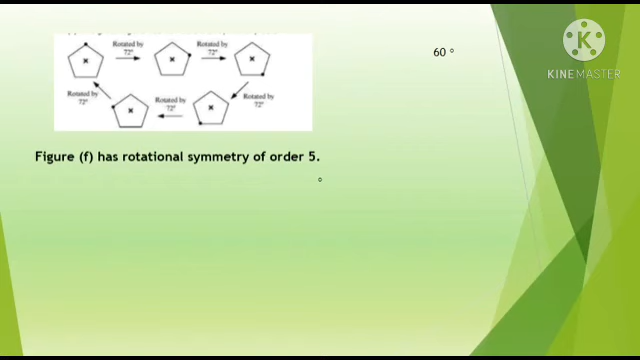 Rotated by
72°
Rotated by
72°
60 °
KINEMASTER
Rotated by
72°
Rotated by
72°
Rotated by
72°
Figure (f) has rotational symmetry of order 5.
°